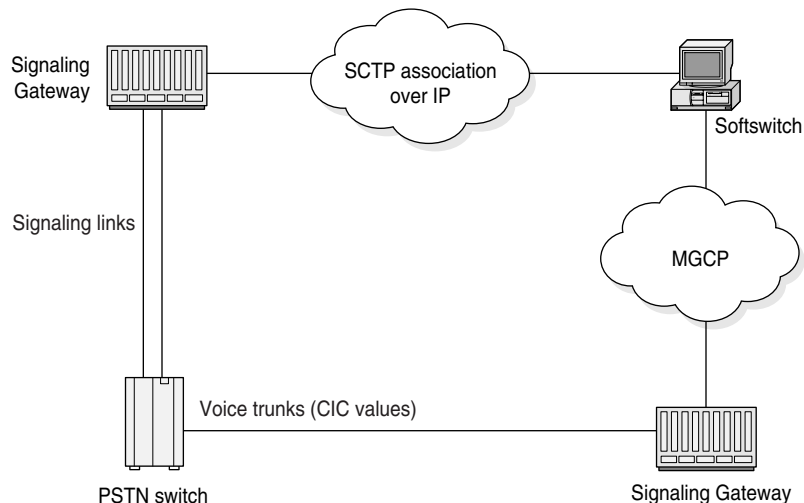 Signaling
Gateway
SCTP association
over IP
Softswitch
Signaling links
MGCP
Voice trunks (CIC values)
PSTN switch
Signaling Gateway